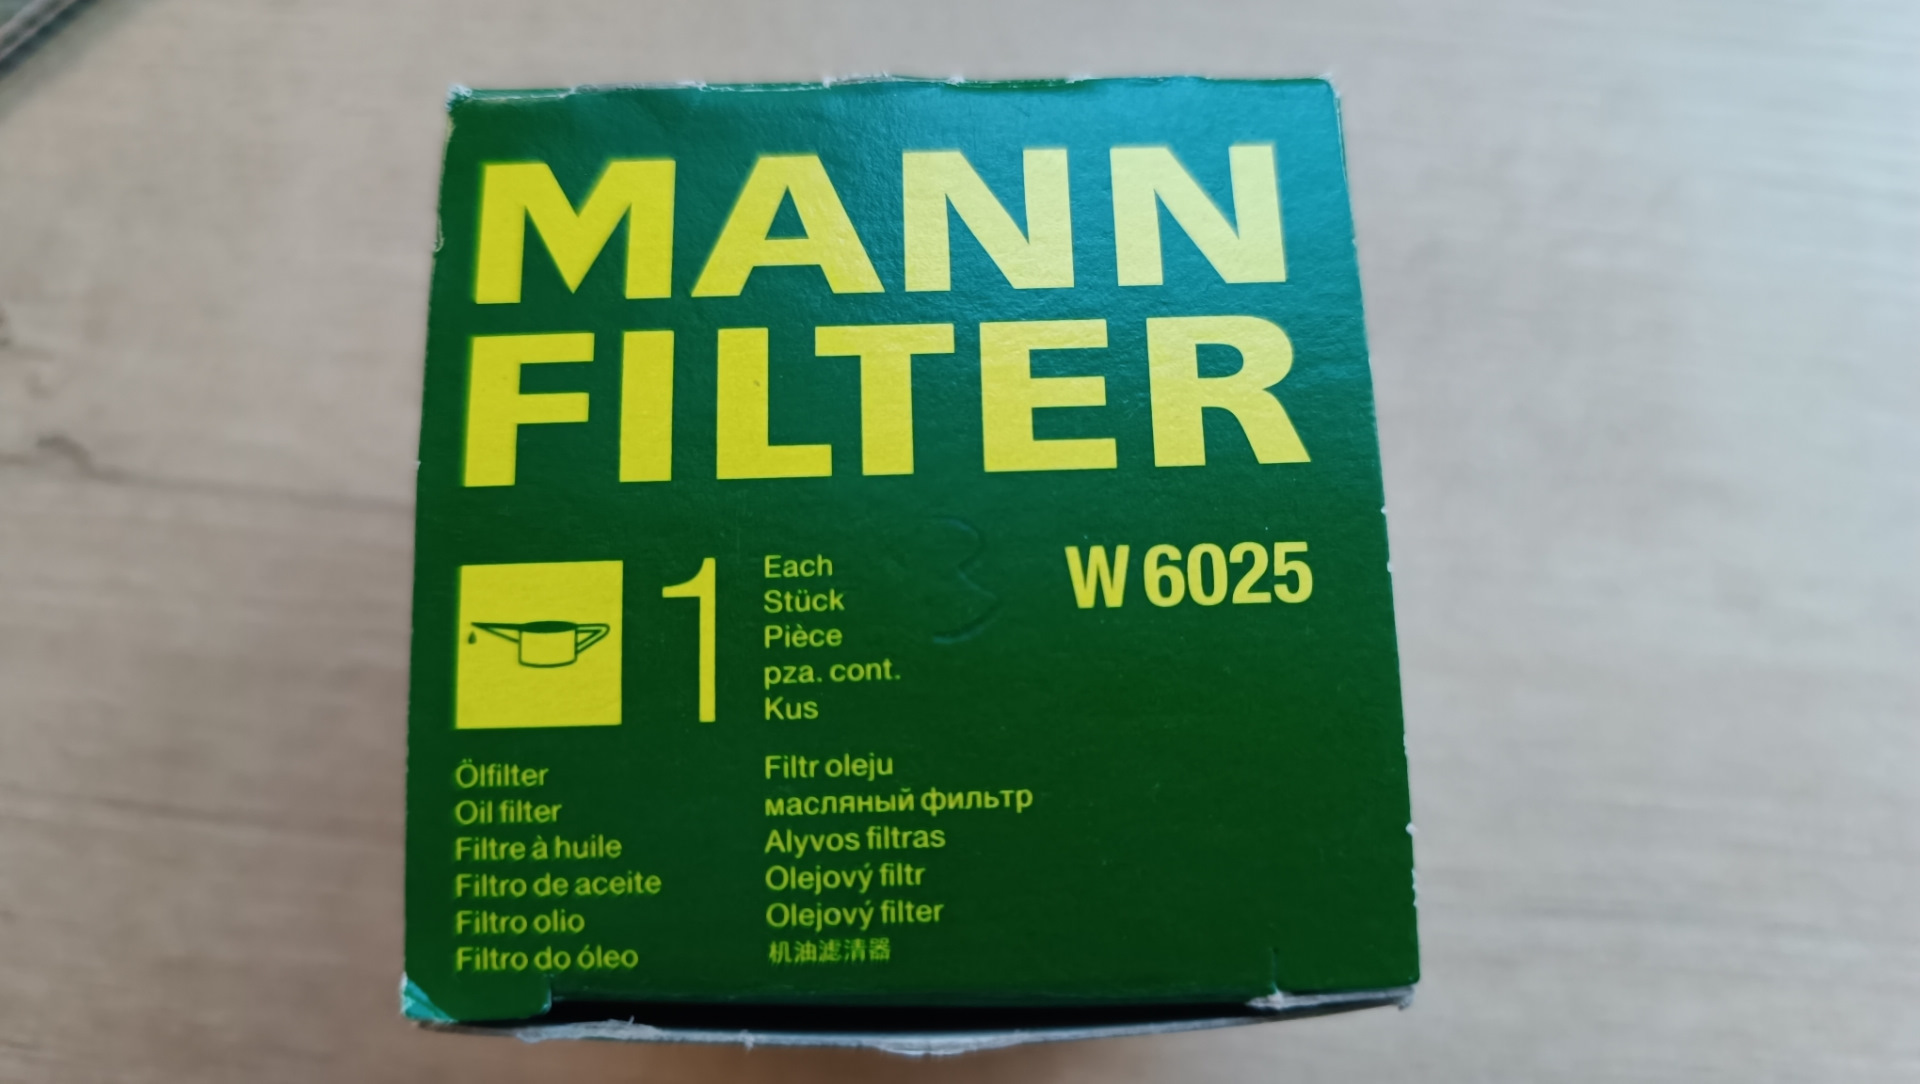 MANN
FILTER
W 6025
1
Each
Stück
Pièce
pza. cont.
Kus
Ölfilter
Oil filter
Filtre à huile
Filtro de aceite
Filtro olio
Filtro do óleo
Filtr oleju
масляный фильтр
Alyvos filtras
Olejový filtr
Olejový filter
机油滤清器